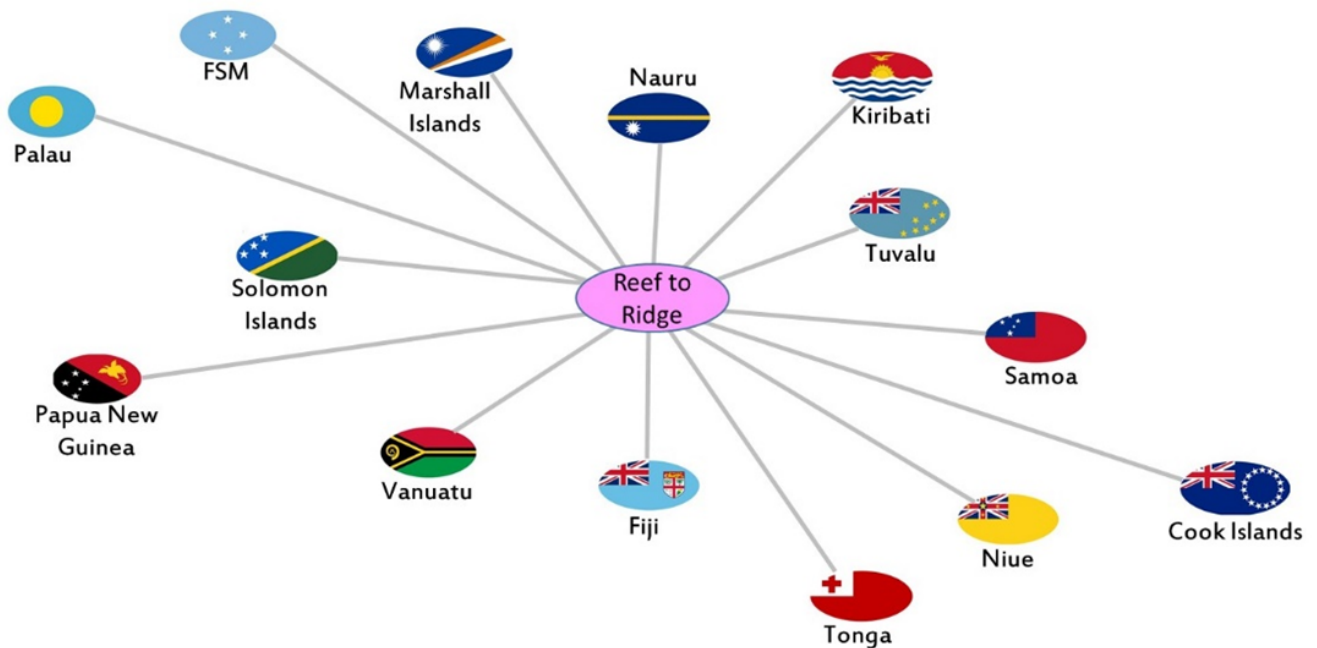 FSM
Marshall
Islands
Nauru
Kiribati
Palau
Tuvalu
Solomon
Islands
Reef to
Ridge
Samoa
Papua New
Guinea
Vanuatu
Fiji
Niue
Cook Islands
Tonga